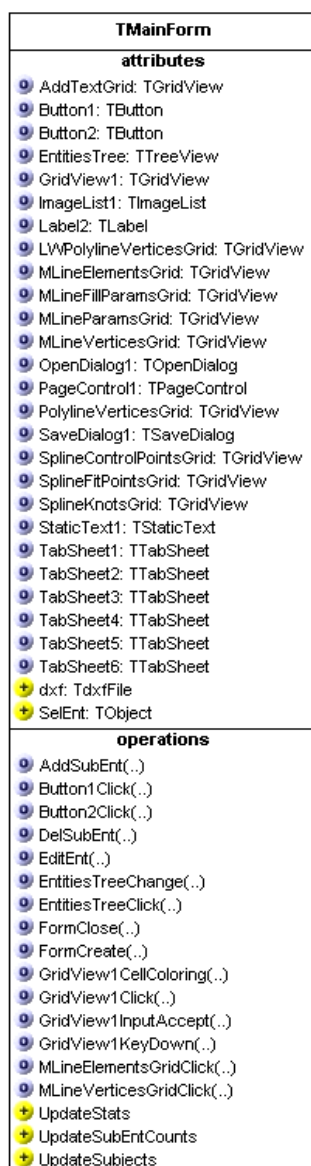 TMainForm
attributes
AddTextGrid: TGridView
Button1: TButton
Button2: TButton
EntitiesTree: TTreeView
GridView1: TGridView
ImageList1: TImageList
Label2: TLabel
LWPolylineVerticesGrid: TGridView
MLineElementsGrid: TGridView
MLineFillParamsGrid: TGridView
MLineParamsGrid: TGridView
MLineVerticesGrid: TGridView
OpenDialog1: TOpenDialog
PageControl1: TPageControl
PolylineVerticesGrid: TGridView
SaveDialog1: TSaveDialog
SplineControlPointsGrid: TGridView
SplineFitPointsGrid: TGridView
SplineKnotsGrid: TGridView
StaticText1: TStaticText
TabSheet1: TTabSheet
TabSheet2: TTabSheet
TabSheet3: TTabSheet
TabSheet4: TTabSheet
TabSheet5: TTabSheet
TabSheet6: TTabSheet
dxf: TdxfFile
SelEnt: TObject
operations
AddSubEnt(..)
Button1Click(..)
Button2Click(..)
DelSubEnt(..)
EditEnt(..)
EntitiesTreeChange(..)
EntitiesTreeClick(..)
FormClose(..)
FormCreate(..)
GridView1CellColoring(..)
GridView1Click(..)
GridView1InputAccept(..)
GridView1KeyDown(..)
MLineElementsGridClick(..)
MLineVerticesGridClick(..)
UpdateStats
UpdateSubEntCounts
UpdateSubjects